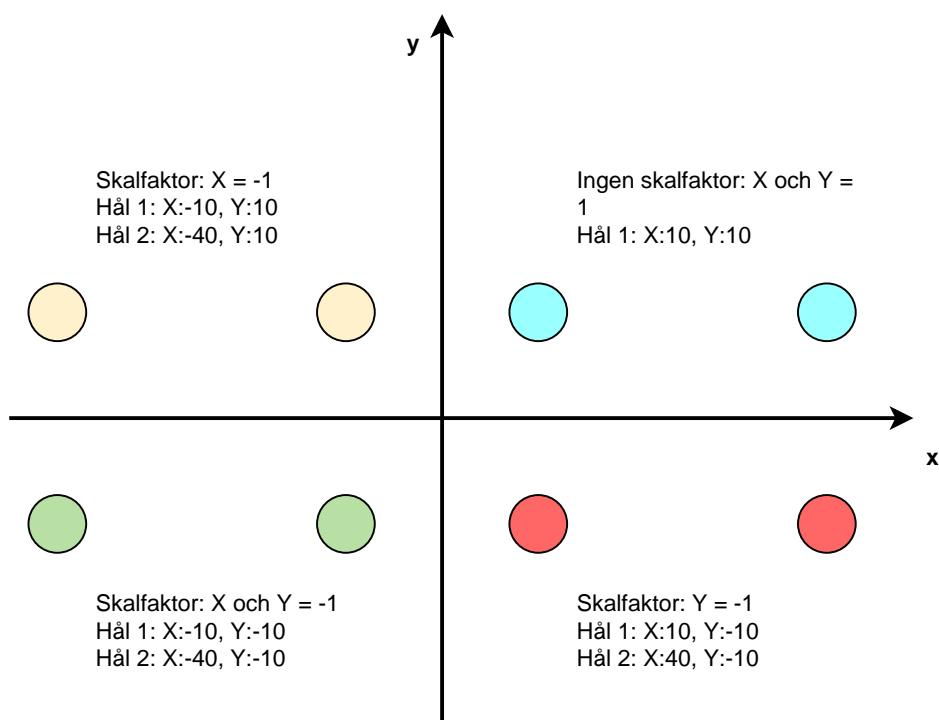 y
Skalfaktor: X = -1
Hål 1: X:-10, Y:10
Hål 2: X:-40, Y:10
Ingen skalfaktor: X och Y =
1
Hål 1: X:10, Y:10
x
Skalfaktor: X och Y = -1
Hål 1: X:-10, Y:-10
Hål 2: X:-40, Y:-10
Skalfaktor: Y = -1
Hål 1: X:10, Y:-10
Hål 2: X:40, Y:-10